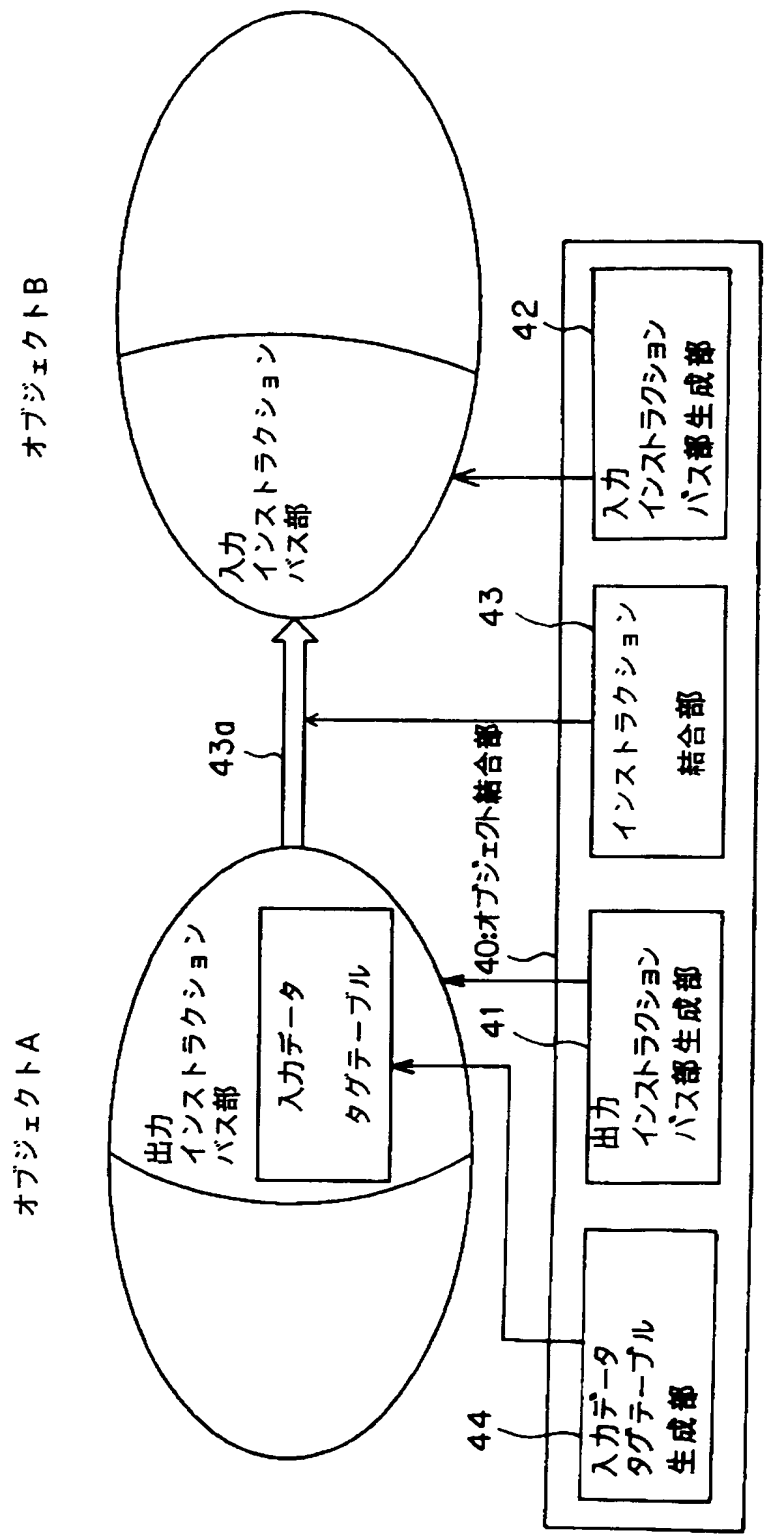 オブジェクトA
オブジェクトB
出力
インストラクション
バス部
入力データ
タグテーブル
43a
入力
インストラクション
バス部
40:オブジェクト結合部
44
入力データ
タグテーブル
生成部
41
出力
インストラクション
バス部生成部
43
インストラクション
結合部
42
入力
インストラクション
バス部生成部